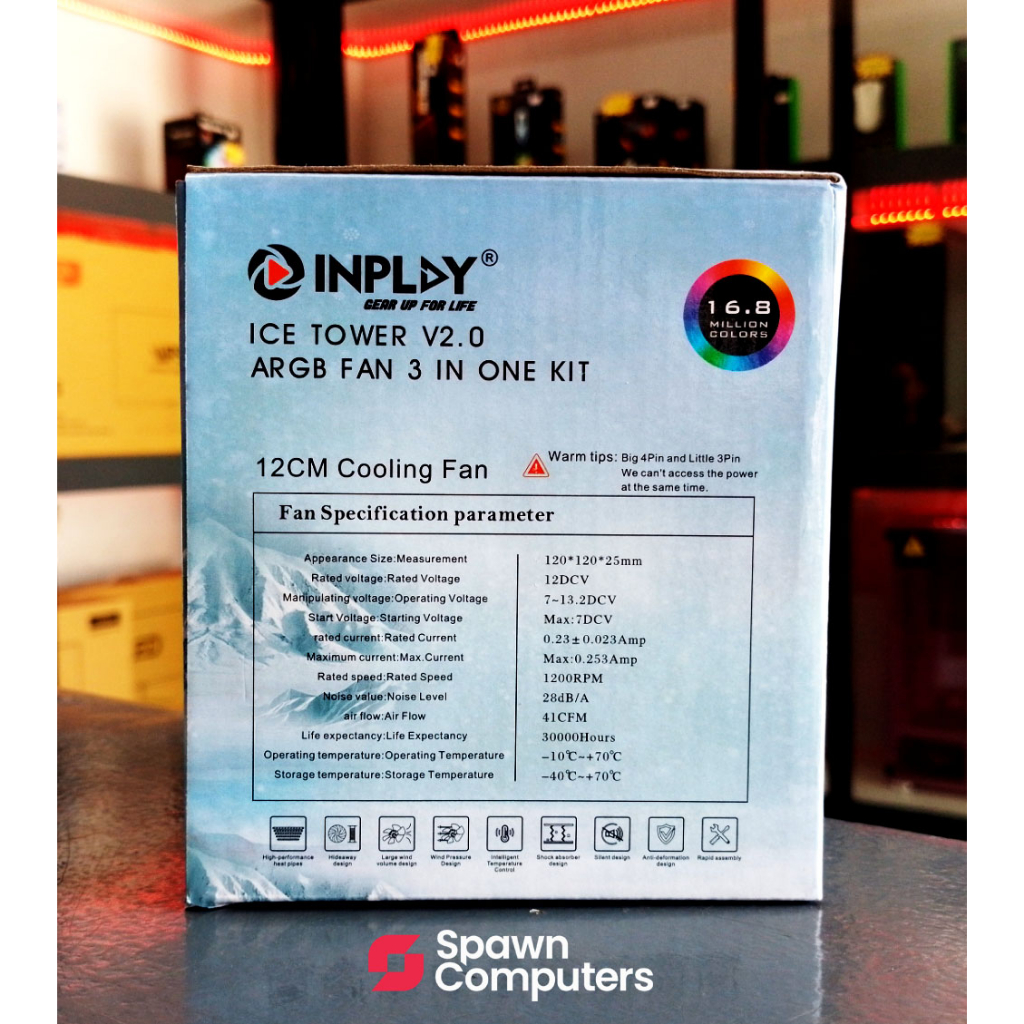 INPLAY®
GEAR UP FOR LIFE
ICE TOWER V2.0
ARGB FAN 3 IN ONE KIT
16.8
MILLION
COLORS
12CM Cooling Fan
Warm tips: Big 4Pin and Little 3Pin
We can't access the power
at the same time.
Fan Specification parameter
Appearance Size:Measurement 120*120*25mm
Rated voltage:Rated Voltage 12DCV
Manipulating voltage:Operating Voltage 7~13.2DCV
Start Voltage:Starting Voltage Max:7DCV
rated current:Rated Current 0.23±0.023Amp
Maximum current:Max.Current Max:0.253Amp
Rated speed:Rated Speed 1200RPM
Noise value:Noise Level 28dB/A
air flow:Air Flow 41CFM
Life expectancy:Life Expectancy 30000Hours
Operating temperature:Operating Temperature –10℃~+70℃
Storage temperature:Storage Temperature –40℃~+70℃
High-performance
heat pipes
Hideaway
design
Large wind
volume design
Wind Pressure
Design
Intelligent
Temperature
Control
Shock absorber
design
Silent design
Anti-deformation
design
Rapid assembly
Spawn
Computers